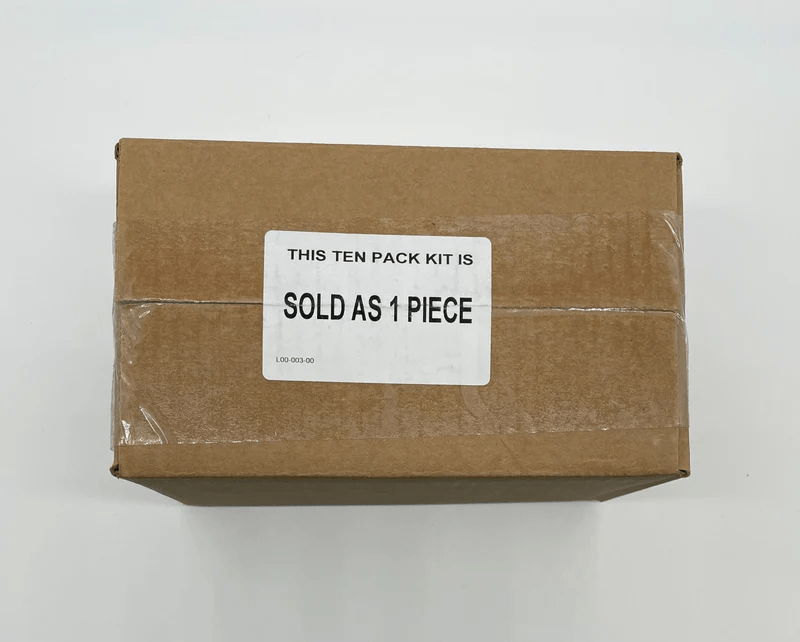 THIS TEN PACK KIT IS
SOLD AS 1 PIECE
L00-003-00